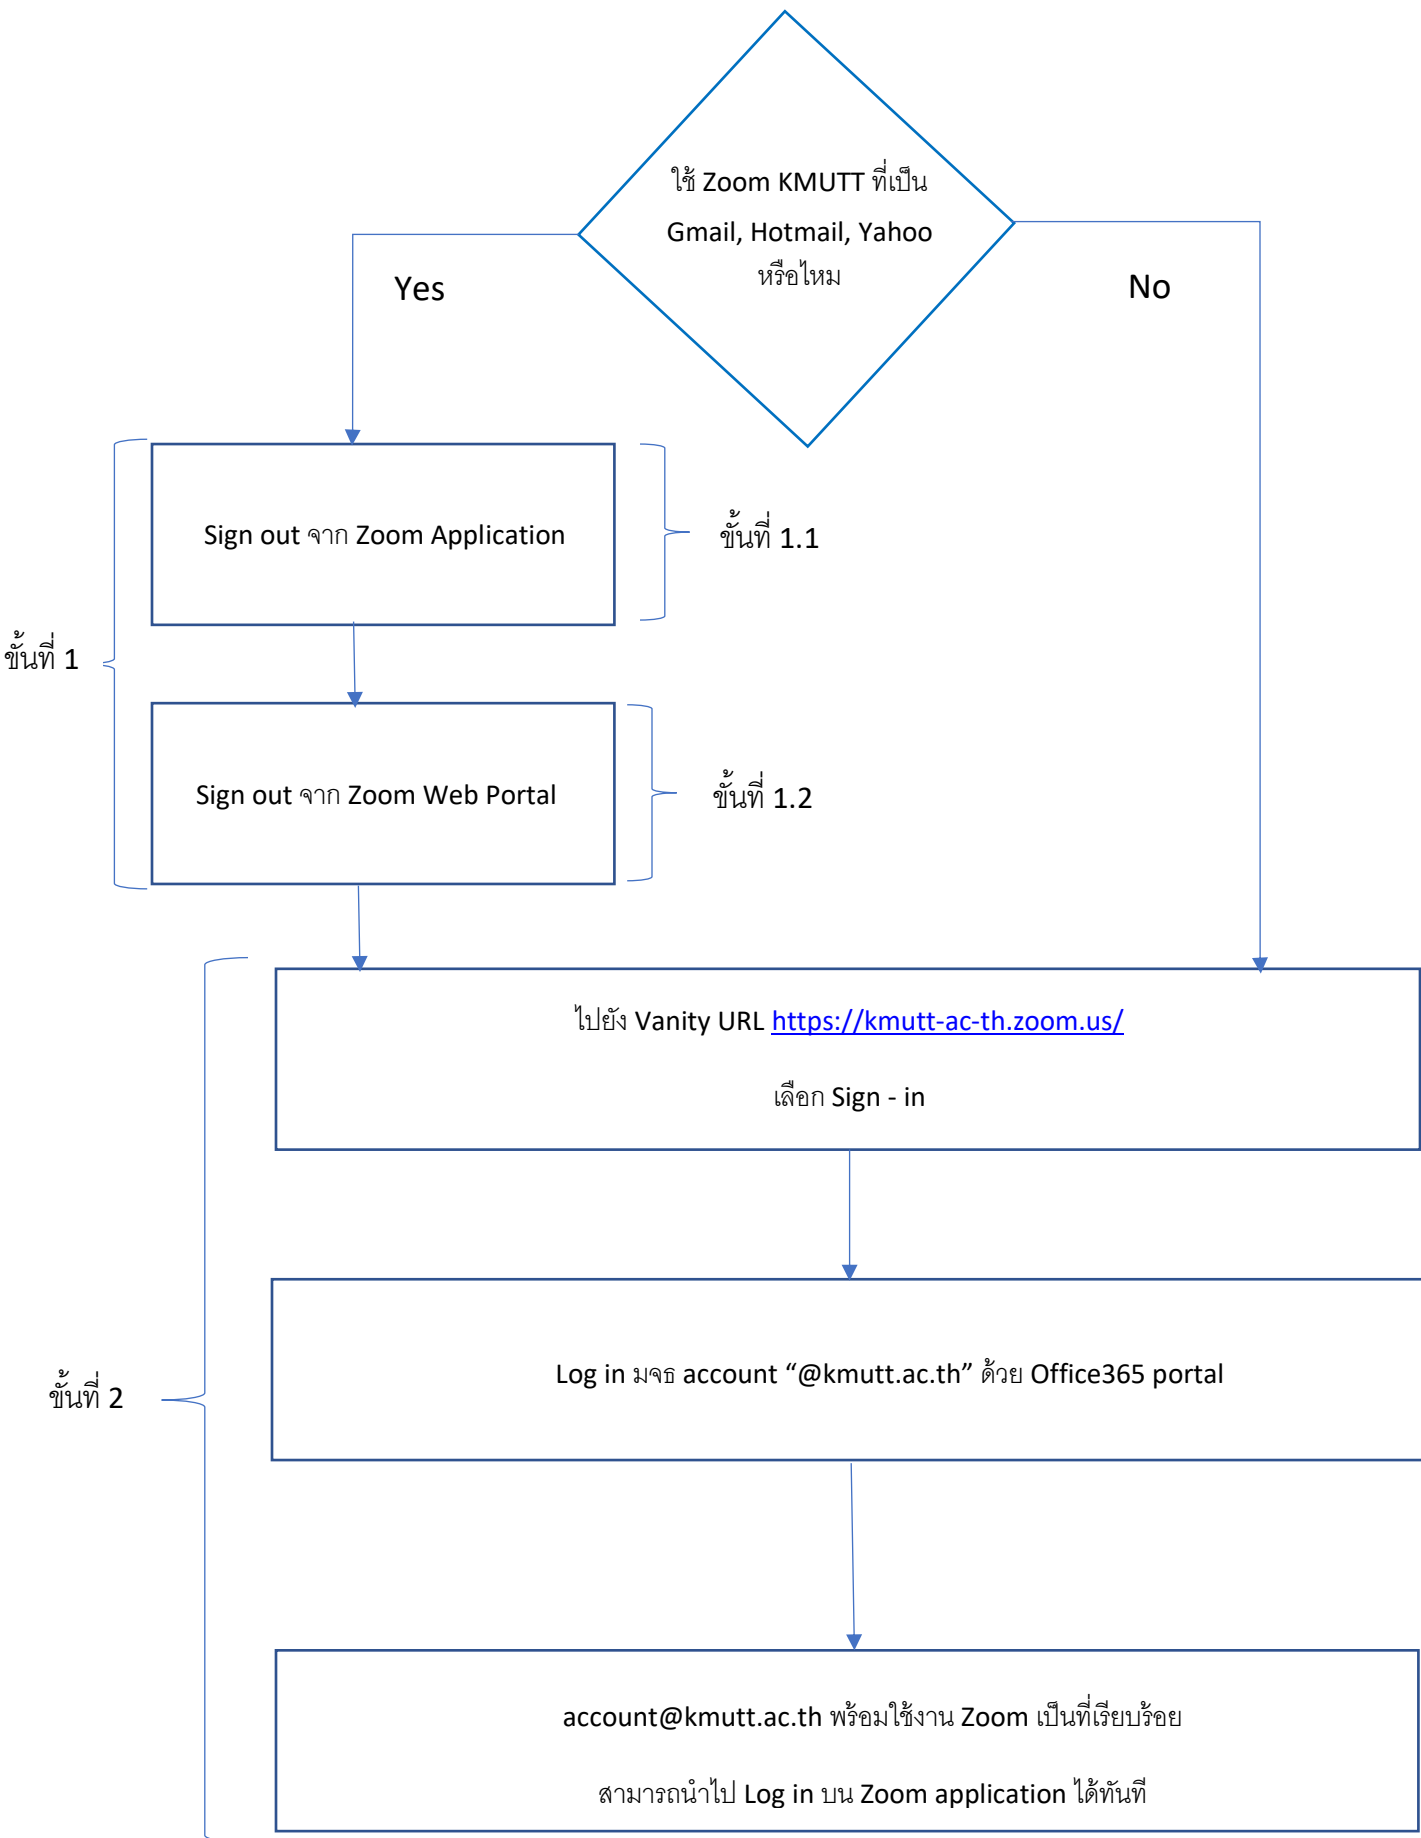 ใช้ Zoom KMUTT ที่เป็น
Gmail, Hotmail, Yahoo
หรือไหม
Yes
No
Sign out จาก Zoom Application
ขั้นที่ 1.1
ขั้นที่ 1
Sign out จาก Zoom Web Portal
ขั้นที่ 1.2
ไปยัง Vanity URL https://kmutt-ac-th.zoom.us/
เลือก Sign - in
Log in มจธ account “@kmutt.ac.th” ด้วย Office365 portal
ขั้นที่ 2
account@kmutt.ac.th พร้อมใช้งาน Zoom เป็นที่เรียบร้อย
สามารถนำไป Log in บน Zoom application ได้ทันที